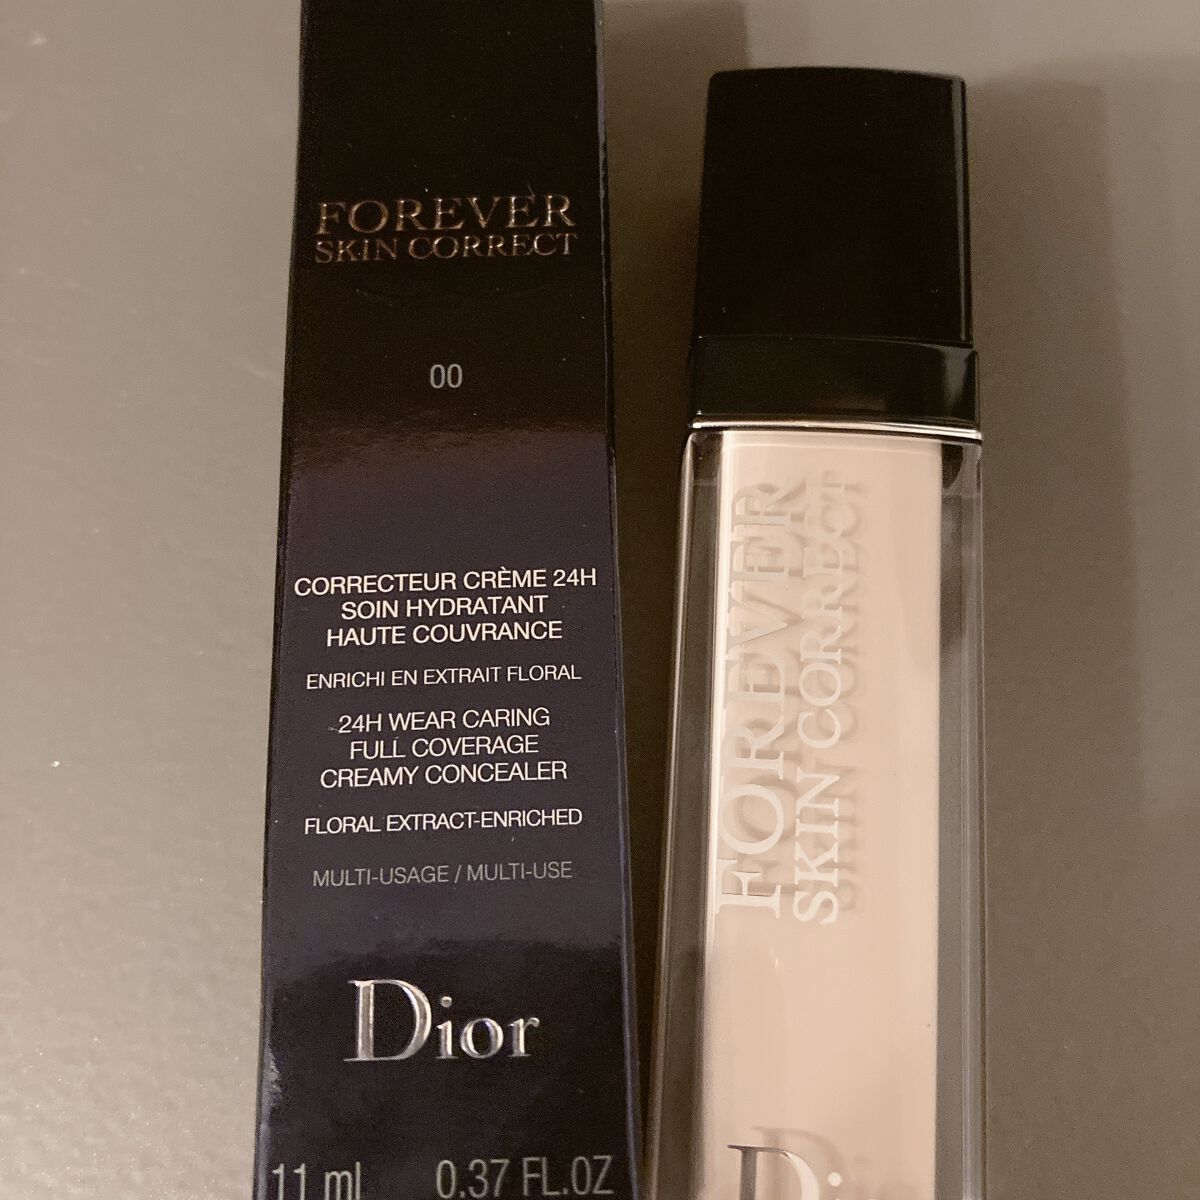 FOREVER
SKIN CORRECT
00
CORRECTEUR CRÈME 24H
SOIN HYDRATANT
HAUTE COUVRANCE
ENRICHI EN EXTRAIT FLORAL
24H WEAR CARING
FULL COVERAGE
CREAMY CONCEALER
FLORAL EXTRACT-ENRICHED
MULTI-USAGE / MULTI-USE
Dior
11 ml 0.37 FL.OZ
FOREVER
SKIN CORRECT
Dior